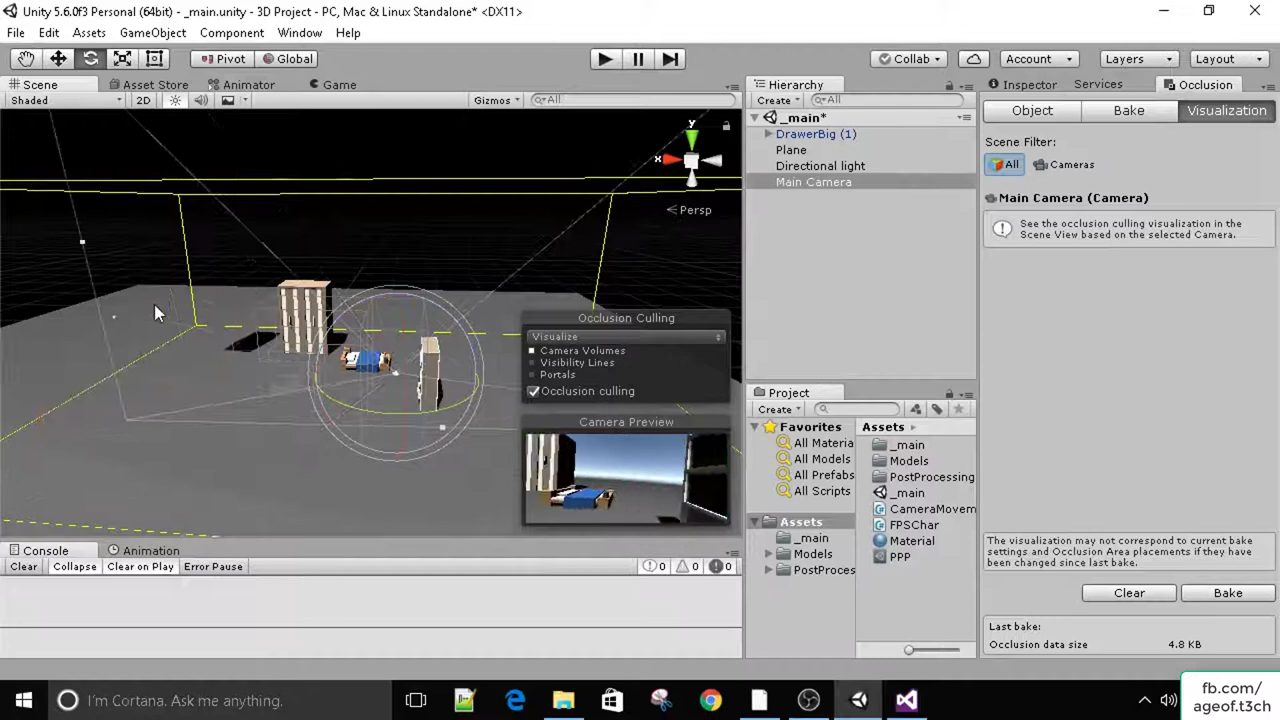 Unity 5.6.0f3 Personal (64bit) - _main.unity - 3D Project - PC, Mac & Linux Standalone* <DX11>
File Edit Assets GameObject Component Window Help
Pivot Global Collab Account Layers Layout
Scene Asset Store Animator Game
Shaded 2D Gizmos All
y
x
Persp
Occlusion Culling
Visualize
Camera Volumes
Visibility Lines
Portals
Occlusion culling
Camera Preview
Console Animation
Clear Collapse Clear on Play Error Pause 0 0 0
Hierarchy
Create All
_main*
DrawerBig (1)
Plane
Directional light
Main Camera
Project
Create
Favorites
All Materia
All Models
All Prefabs
All Scripts
Assets
_main
Models
PostProces
Assets
_main
Models
PostProcessing
_main
CameraMovem
FPSChar
Material
PPP
Inspector Services Occlusion
Object Bake Visualization
Scene Filter:
All Cameras
Main Camera (Camera)
See the occlusion culling visualization in the
Scene View based on the selected Camera.
The visualization may not correspond to current bake
settings and Occlusion Area placements if they have
been changed since last bake.
Clear Bake
Last bake:
Occlusion data size 4.8 KB
I'm Cortana. Ask me anything.
fb.com/
ageof.t3ch